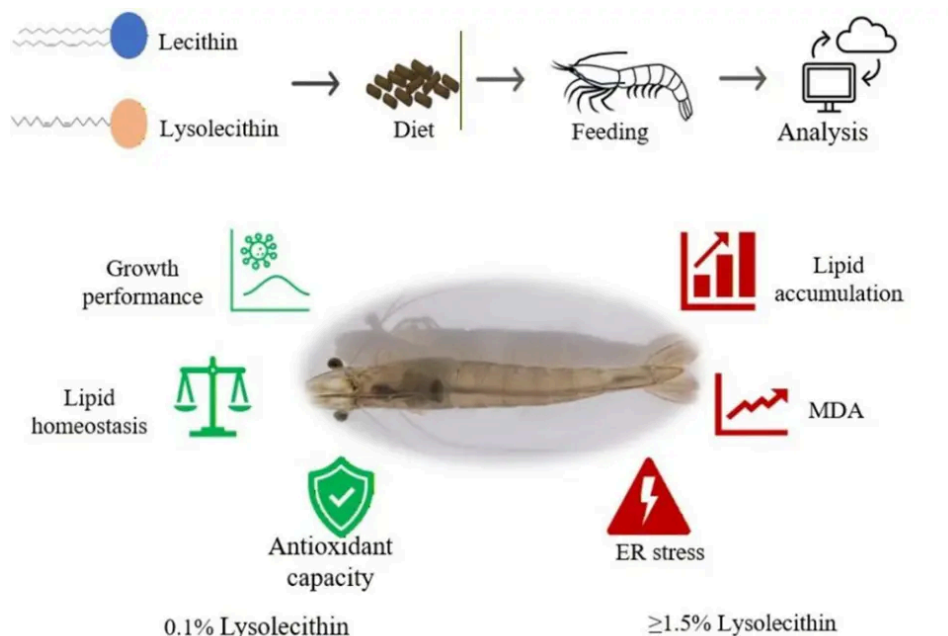 Lecithin
Lysolecithin
Diet
Feeding
Analysis
Growth
performance
Lipid
accumulation
Lipid
homeostasis
MDA
Antioxidant
capacity
ER stress
0.1% Lysolecithin
≥1.5% Lysolecithin